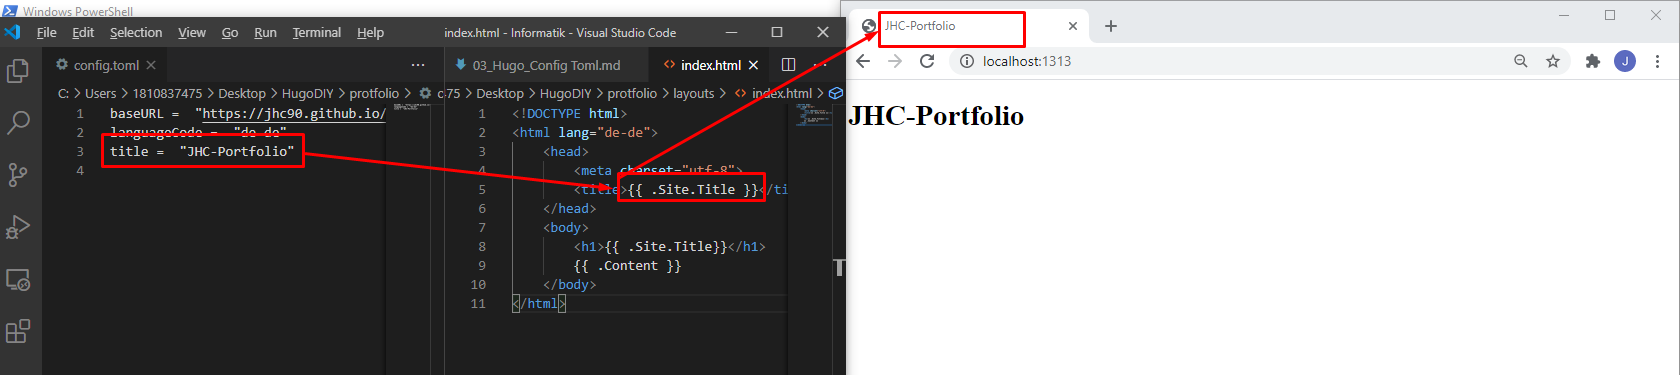 Windows PowerShell
File Edit Selection View Go Run Terminal Help
index.html - Informatik - Visual Studio Code
config.toml
C: > Users > 1810837475 > Desktop > HugoDIY > protfolio >
1 baseURL = "https://jhc90.github.io/
2 languageCode = "de-de"
3 title = "JHC-Portfolio"
4
03_Hugo_Config Toml.md
index.html
75 > Desktop > HugoDIY > protfolio > layouts > index.html >
1 <!DOCTYPE html>
2 <html lang="de-de">
3 <head>
4 <meta charset="utf-8">
5 <title>{{ .Site.Title }}</ti
6 </head>
7 <body>
8 <h1>{{ .Site.Title}}</h1>
9 {{ .Content }}
10 </body>
11 </html>
JHC-Portfolio
localhost:1313
J
JHC-Portfolio